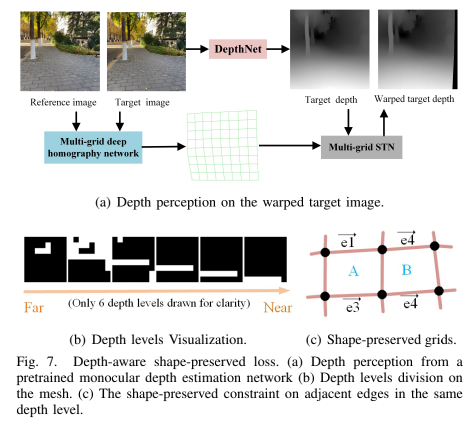 DepthNet
Reference image
Target image
Target depth
Warped target depth
Multi-grid deep
homography network
Multi-grid STN
(a) Depth perception on the warped target image.
Far
(Only 6 depth levels drawn for clarity)
Near
e1
e4
A
B
e3
e4
(b) Depth levels Visualization.
(c) Shape-preserved grids.
Fig. 7. Depth-aware shape-preserved loss. (a) Depth perception from a
pretrained monocular depth estimation network (b) Depth levels division on
the mesh. (c) The shape-preserved constraint on adjacent edges in the same
depth level.